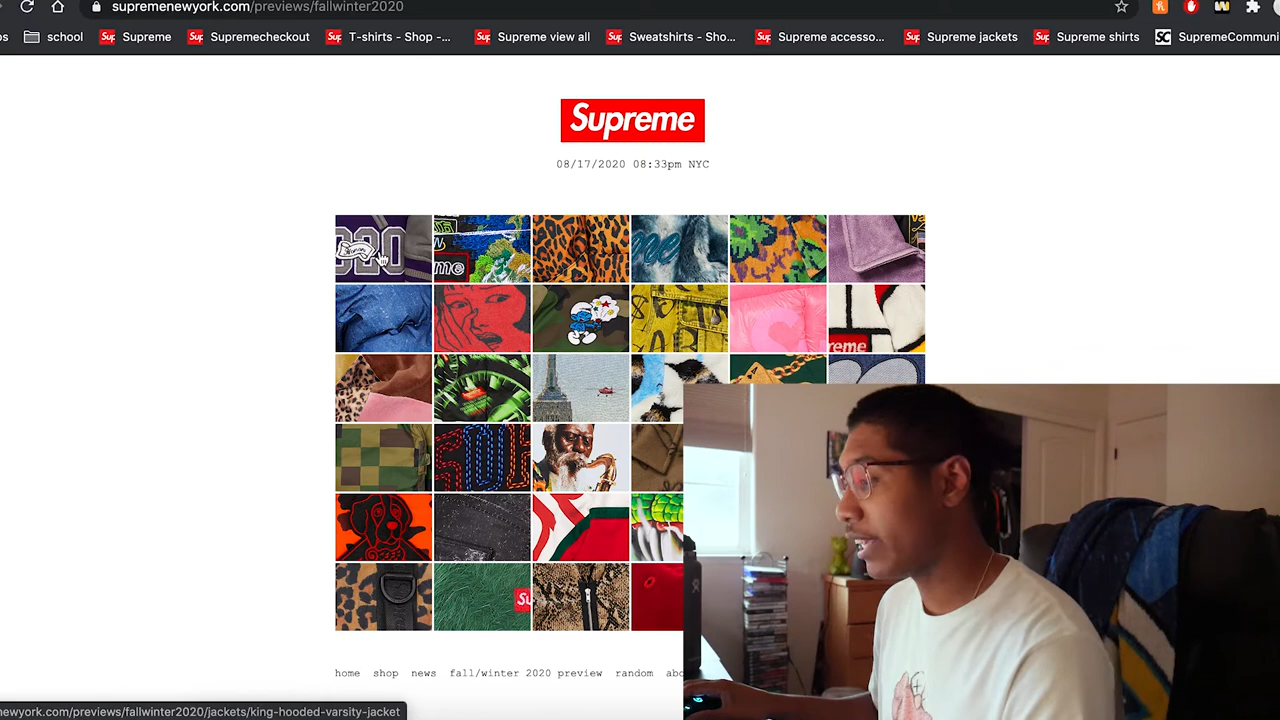 supremenewyork.com/previews/fallwinter2020
school Supreme Supremecheckout T-shirts - Shop -... Supreme view all Sweatshirts - Sho... Supreme accesso... Supreme jackets Supreme shirts SupremeCommuni
Supreme
08/17/2020 08:33pm NYC
home shop news fall/winter 2020 preview random abo
newyork.com/previews/fallwinter2020/jackets/king-hooded-varsity-jacket